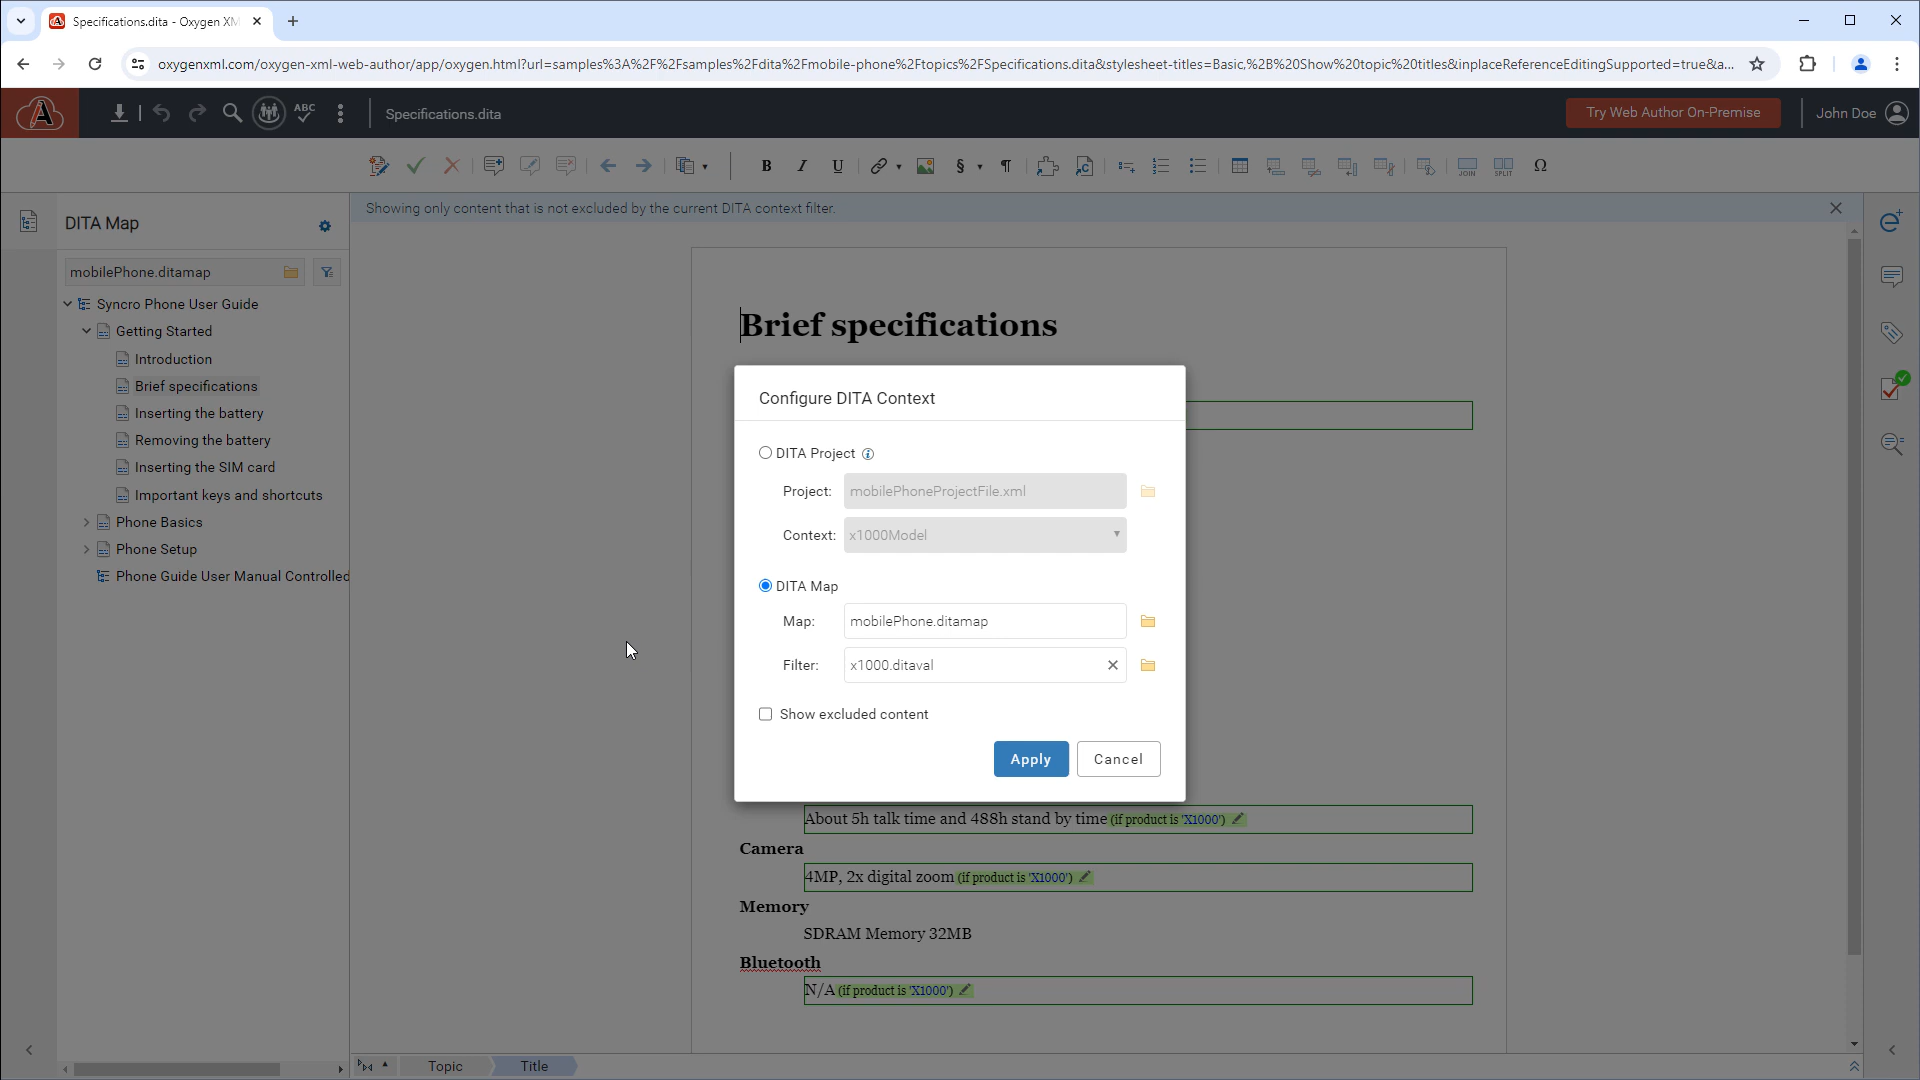 Specifications.dita - Oxygen XM
oxygenxml.com/oxygen-xml-web-author/app/oxygen.html?url=samples%3A%2F%2Fsamples%2Fdita%2Fmobile-phone%2Ftopics%2FSpecifications.dita&stylesheet-titles=Basic,%2B%20Show%20topic%20titles&inplaceReferenceEditingSupported=true&a...
ABC
Specifications.dita
Try Web Author On-Premise
John Doe
B I U § ¶ JOIN SPLIT Ω
DITA Map
Showing only content that is not excluded by the current DITA context filter.
mobilePhone.ditamap
Syncro Phone User Guide
Getting Started
Introduction
Brief specifications
Inserting the battery
Removing the battery
Inserting the SIM card
Important keys and shortcuts
Phone Basics
Phone Setup
Phone Guide User Manual Controlled
Brief specifications
Configure DITA Context
DITA Project
Project: mobilePhoneProjectFile.xml
Context: x1000Model
DITA Map
Map: mobilePhone.ditamap
Filter: x1000.ditaval
Show excluded content
Apply Cancel
About 5h talk time and 488h stand by time (if product is 'X1000')
Camera
4MP, 2x digital zoom (if product is 'X1000')
Memory
SDRAM Memory 32MB
Bluetooth
N/A (if product is 'X1000')
Topic Title